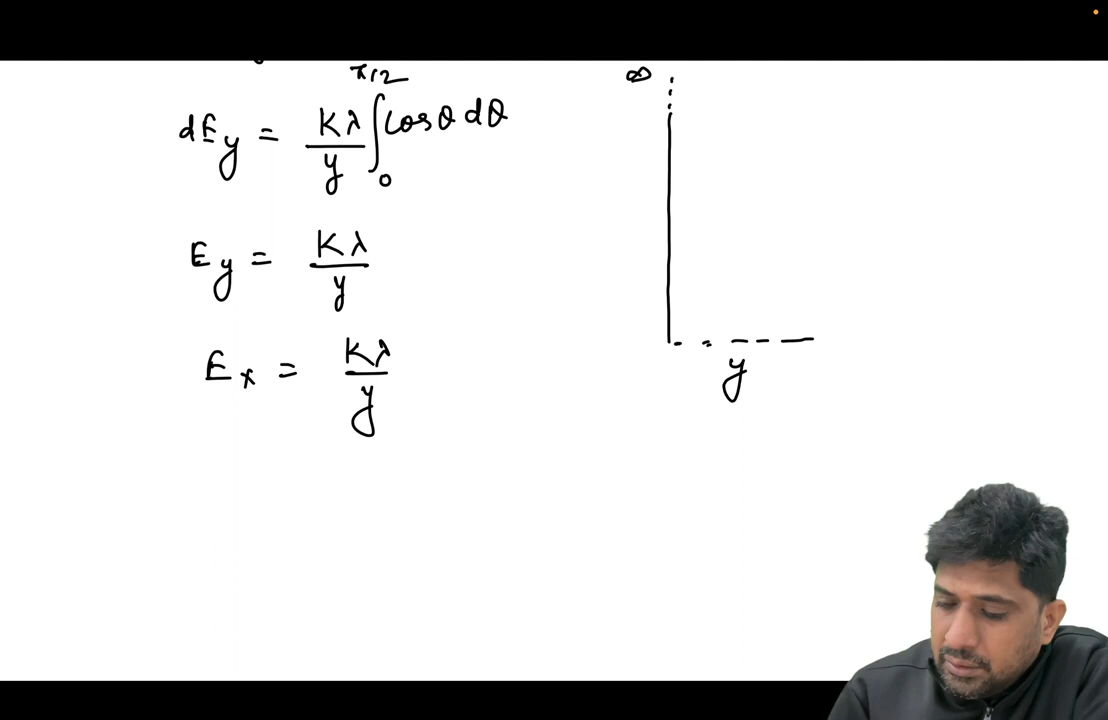 π/2
dE_y = Kλ/y ∫ cosθ dθ
0
E_y = Kλ/y
E_x = Kλ/y
∞
y